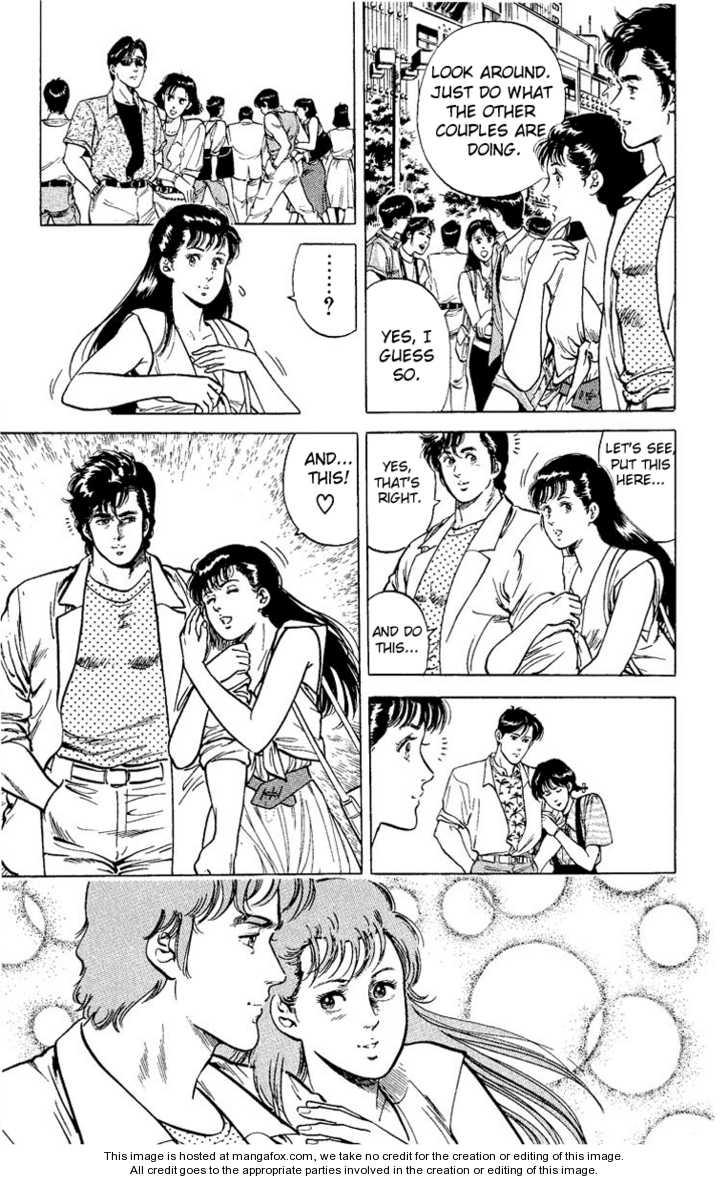 LOOK AROUND.
JUST DO WHAT
THE OTHER
COUPLES ARE
DOING.
YES, I
GUESS
SO.
........?
LET'S SEE,
PUT THIS
HERE...
YES,
THAT'S
RIGHT.
AND DO
THIS...
AND...
THIS!
♡
This image is hosted at mangafox.com, we take no credit for the creation or editing of this image.
All credit goes to the appropriate parties involved in the creation or editing of this image.